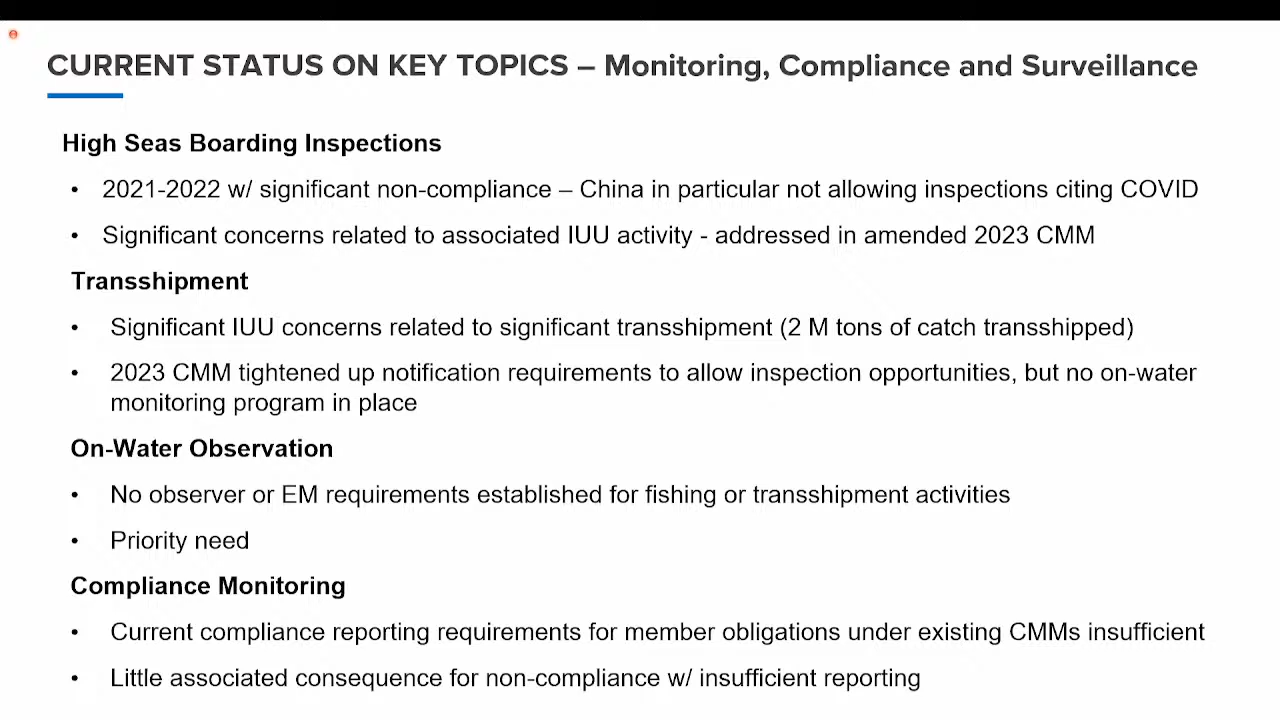 CURRENT STATUS ON KEY TOPICS – Monitoring, Compliance and Surveillance
High Seas Boarding Inspections
• 2021-2022 w/ significant non-compliance – China in particular not allowing inspections citing COVID
• Significant concerns related to associated IUU activity - addressed in amended 2023 CMM
Transshipment
• Significant IUU concerns related to significant transshipment (2 M tons of catch transshipped)
• 2023 CMM tightened up notification requirements to allow inspection opportunities, but no on-water
monitoring program in place
On-Water Observation
• No observer or EM requirements established for fishing or transshipment activities
• Priority need
Compliance Monitoring
• Current compliance reporting requirements for member obligations under existing CMMs insufficient
• Little associated consequence for non-compliance w/ insufficient reporting